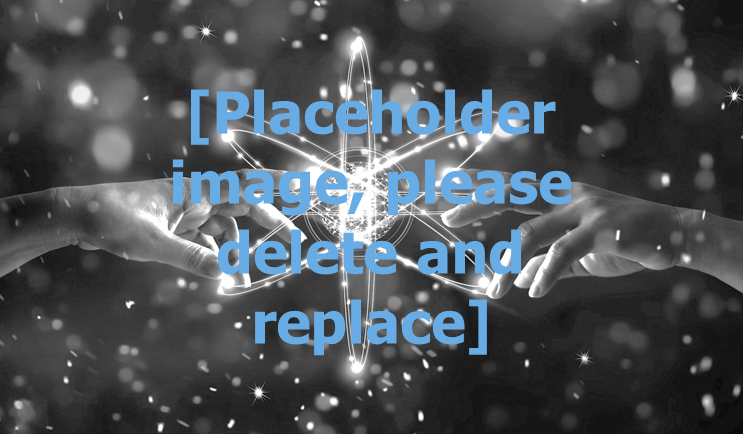 [Placeholder
image, please
delete and
replace]